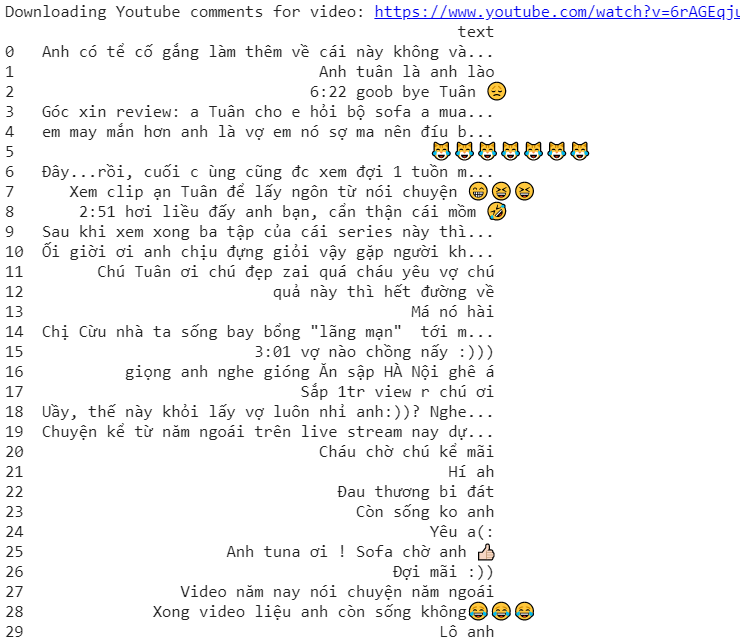 Downloading Youtube comments for video: https://www.youtube.com/watch?v=6rAGEqju
text
0 Anh có tể cố gắng làm thêm về cái này không và...
1 Anh tuân là anh lào
2 6:22 goob bye Tuân 😞
3 Góc xin review: a Tuân cho e hỏi bộ sofa a mua...
4 em may mắn hơn anh là vợ em nó sợ ma nên đíu b...
5 😹😹😹😹😹😹😹
6 Đây...rồi, cuối c ùng cũng đc xem đợi 1 tuồn m...
7 Xem clip ạn Tuân để lấy ngôn từ nói chuyện 😁😆😆
8 2:51 hơi liều đấy anh bạn, cẩn thận cái mồm 🤣
9 Sau khi xem xong ba tập của cái series này thì...
10 Ối giời ơi anh chịu đựng giỏi vậy gặp người kh...
11 Chú Tuân ơi chú đẹp zai quá cháu yêu vợ chú
12 quả này thì hết đường về
13 Má nó hài
14 Chị Cừu nhà ta sống bay bổng "lãng mạn" tới m...
15 3:01 vợ nào chồng nấy :)))
16 giọng anh nghe gióng Ăn sập HÀ Nội ghê á
17 Sắp 1tr view r chú ơi
18 Uầy, thế này khỏi lấy vợ luôn nhỉ anh:))? Nghe...
19 Chuyện kể từ năm ngoái trên live stream nay dự...
20 Cháu chờ chú kể mãi
21 Hí ah
22 Đau thương bi đát
23 Còn sống ko anh
24 Yêu a(:
25 Anh tuna ơi ! Sofa chờ anh 👍🏻
26 Đợi mãi :))
27 Video năm nay nói chuyện năm ngoái
28 Xong video liệu anh còn sống không😂😂😂
29 Lô anh